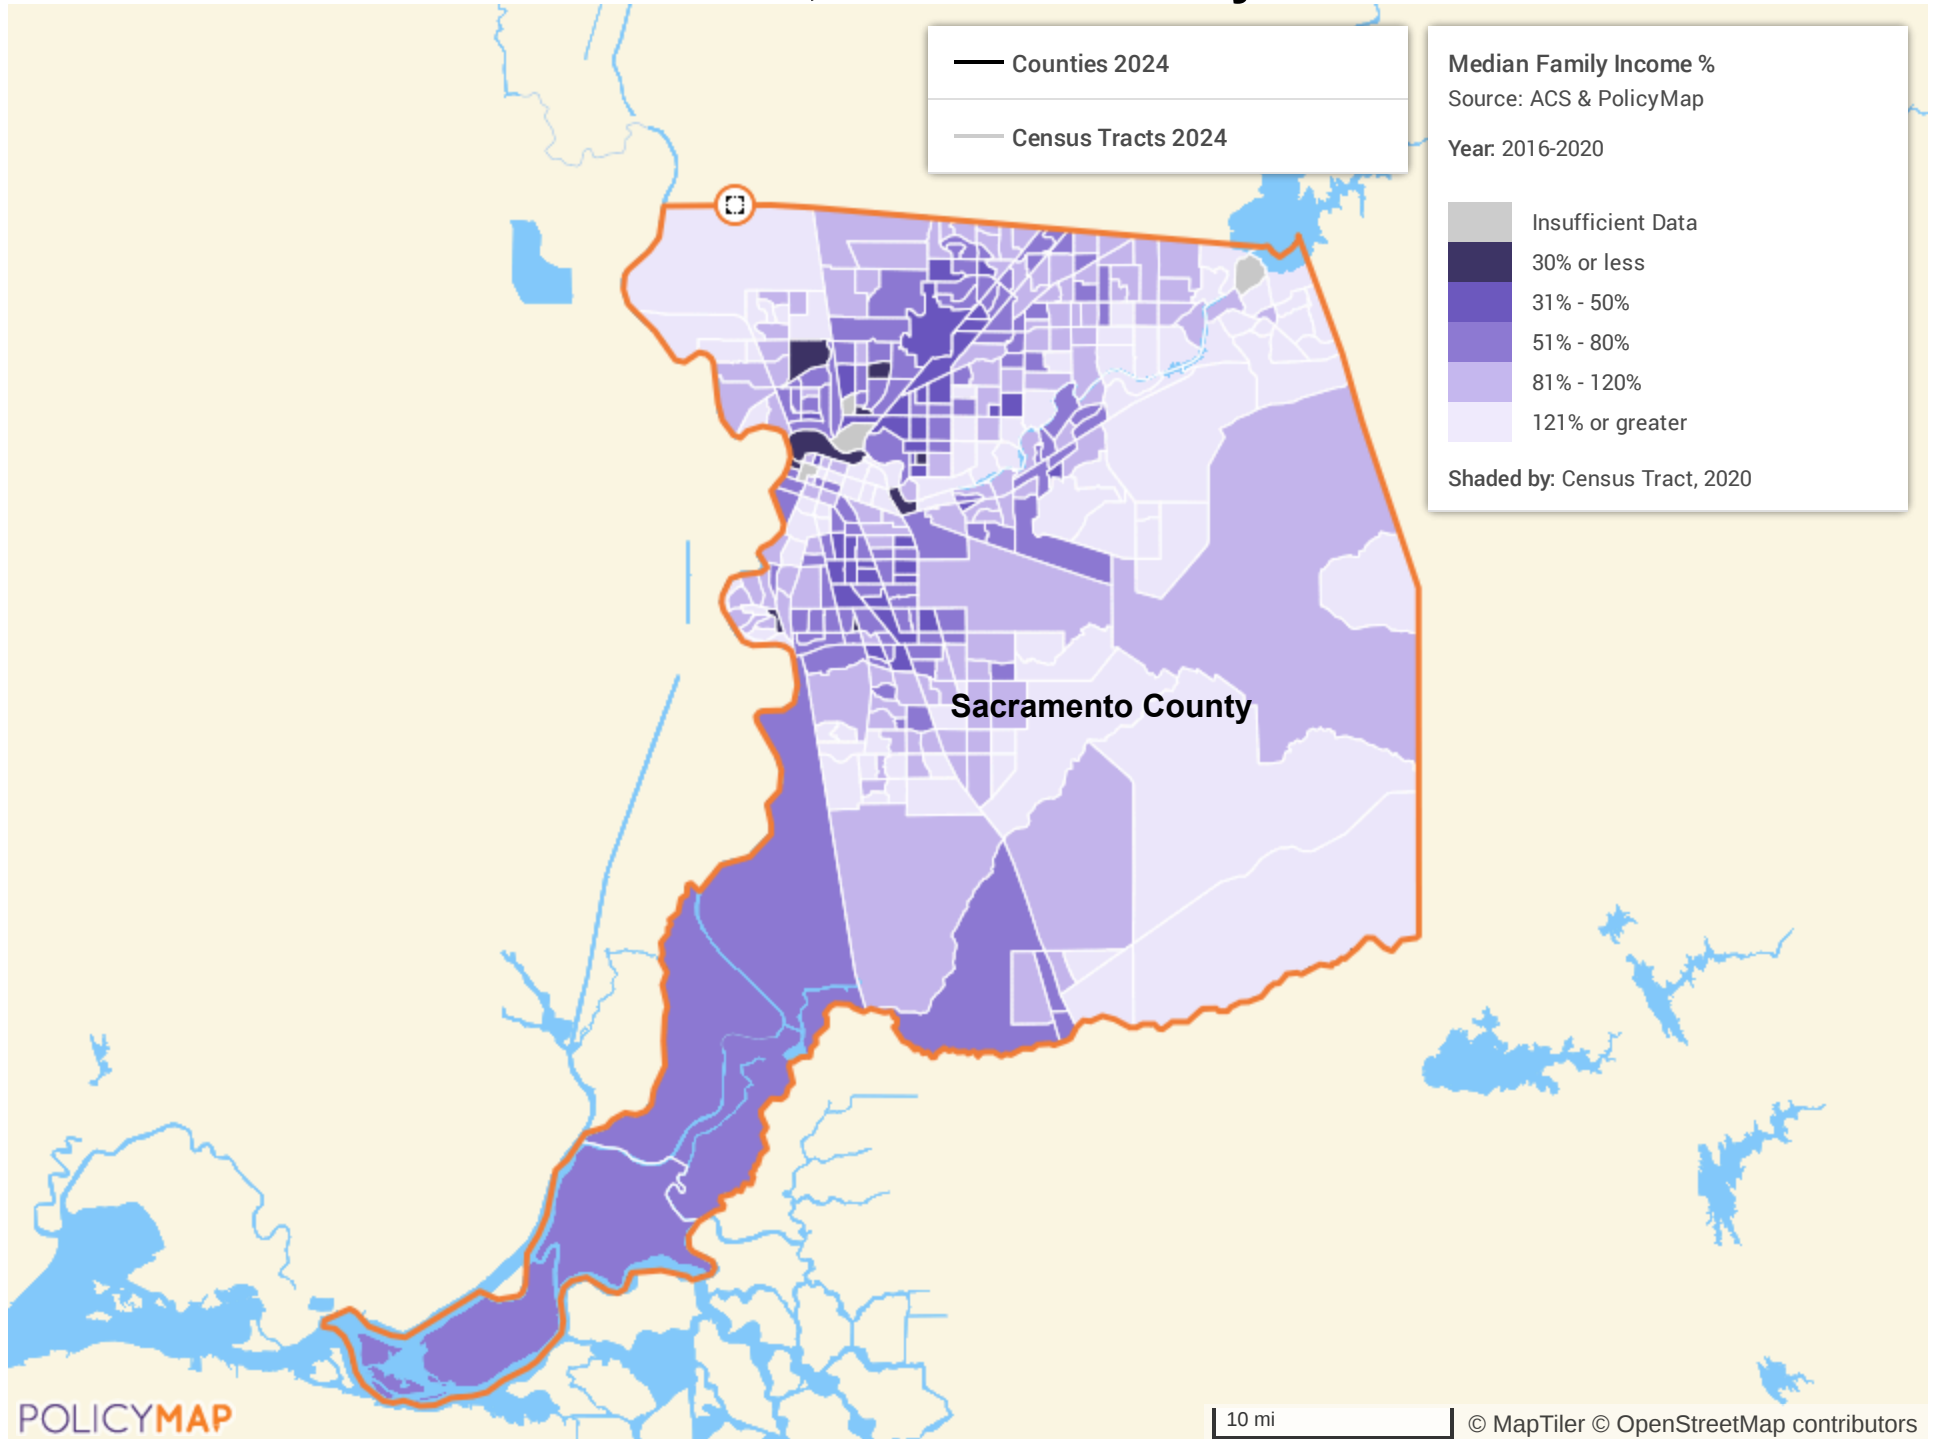 Counties 2024
Census Tracts 2024
Median Family Income %
Source: ACS & PolicyMap
Year: 2016-2020
Insufficient Data
30% or less
31% - 50%
51% - 80%
81% - 120%
121% or greater
Shaded by: Census Tract, 2020
Sacramento County
POLICYMAP
10 mi
© MapTiler © OpenStreetMap contributors